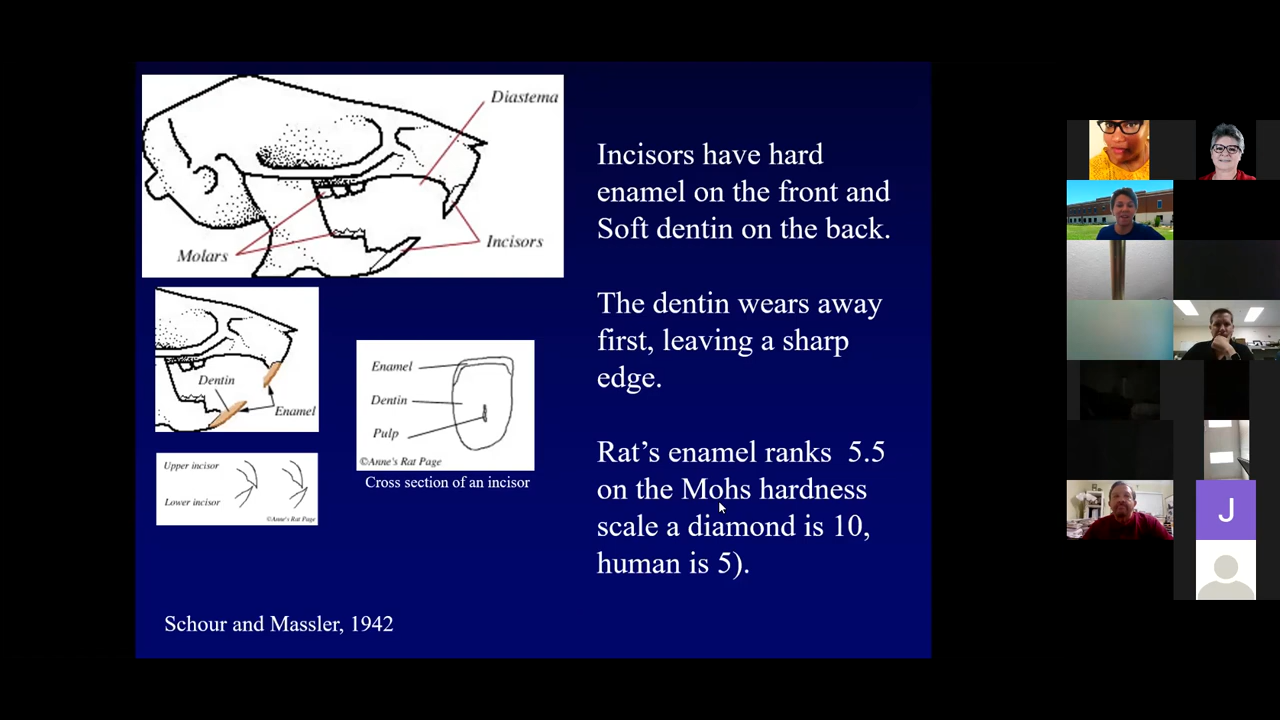 Diastema
Molars
Incisors
Dentin
Enamel
Enamel
Dentin
Pulp
©Anne's Rat Page
Cross section of an incisor
Upper incisor
Lower incisor
©Anne's Rat Page
Schour and Massler, 1942
Incisors have hard
enamel on the front and
Soft dentin on the back.
The dentin wears away
first, leaving a sharp
edge.
Rat’s enamel ranks 5.5
on the Mohs hardness
scale a diamond is 10,
human is 5).
J